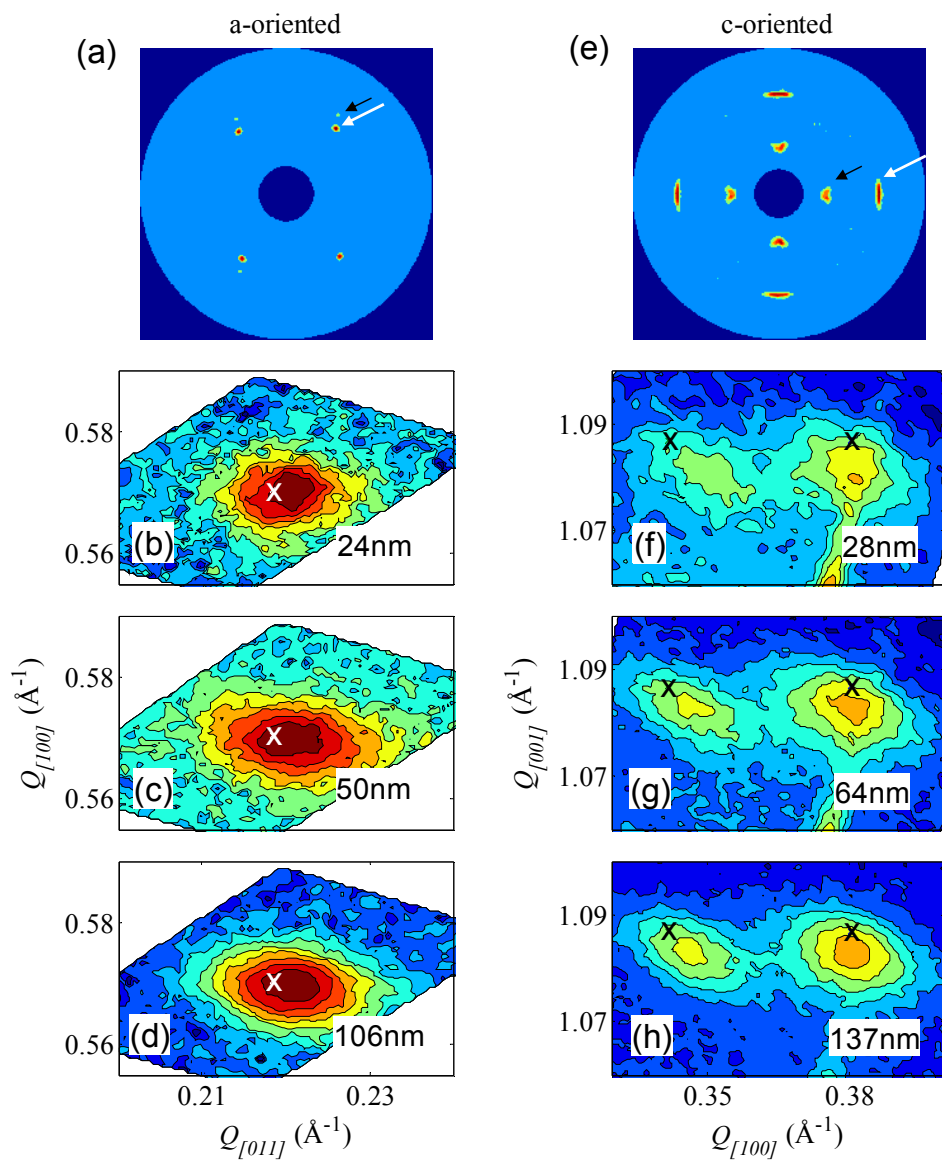 a-oriented
c-oriented
(a)
(e)
0.58
0.56
(b)
24nm
X
1.09
1.07
(f)
28nm
X X
Q[100] (Å-1)
0.58
0.56
(c)
50nm
X
Q[001] (Å-1)
1.09
1.07
(g)
64nm
X X
0.58
0.56
(d)
106nm
X
1.09
1.07
(h)
137nm
X X
0.21 0.23
Q[011] (Å-1)
0.35 0.38
Q[100] (Å-1)